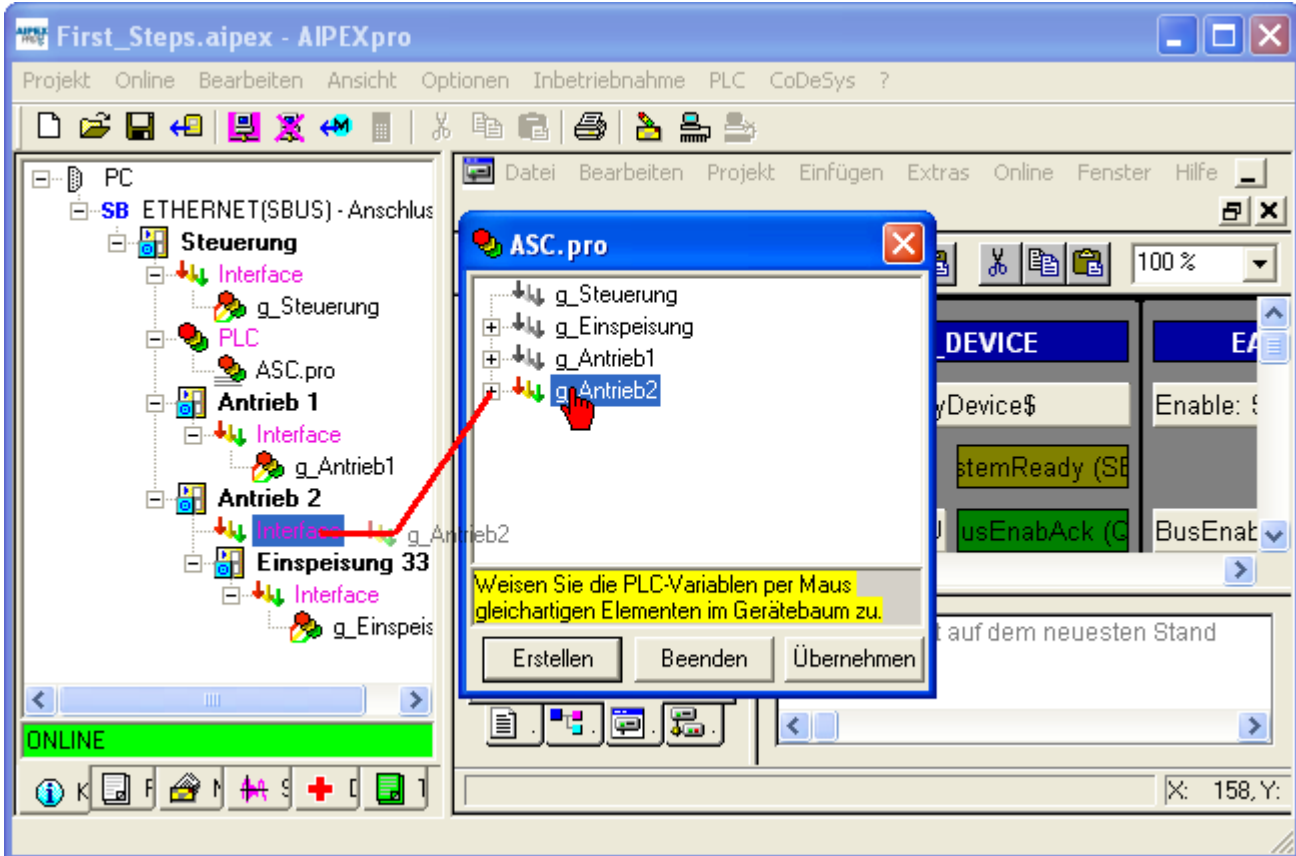 First_Steps.aipex - AIPEXpro
Projekt Online Bearbeiten Ansicht Optionen Inbetriebnahme PLC CoDeSys ?
PC
SB ETHERNET(SBUS) - Anschlus
Steuerung
Interface
g_Steuerung
PLC
ASC.pro
Antrieb 1
Interface
g_Antrieb1
Antrieb 2
Interface
g_Antrieb2
Einspeisung 33
Interface
g_Einspeis
ONLINE
K F N S D T
Datei Bearbeiten Projekt Einfügen Extras Online Fenster Hilfe
100 %
ASC.pro
g_Steuerung
g_Einspeisung
g_Antrieb1
g_Antrieb2
Weisen Sie die PLC-Variablen per Maus
gleichartigen Elementen im Gerätebaum zu.
Erstellen Beenden Übernehmen
_DEVICE
yDevice$
stemReady (SB
usEnabAck (Q
EA
Enable: S
BusEnab
t auf dem neuesten Stand
X: 158, Y: